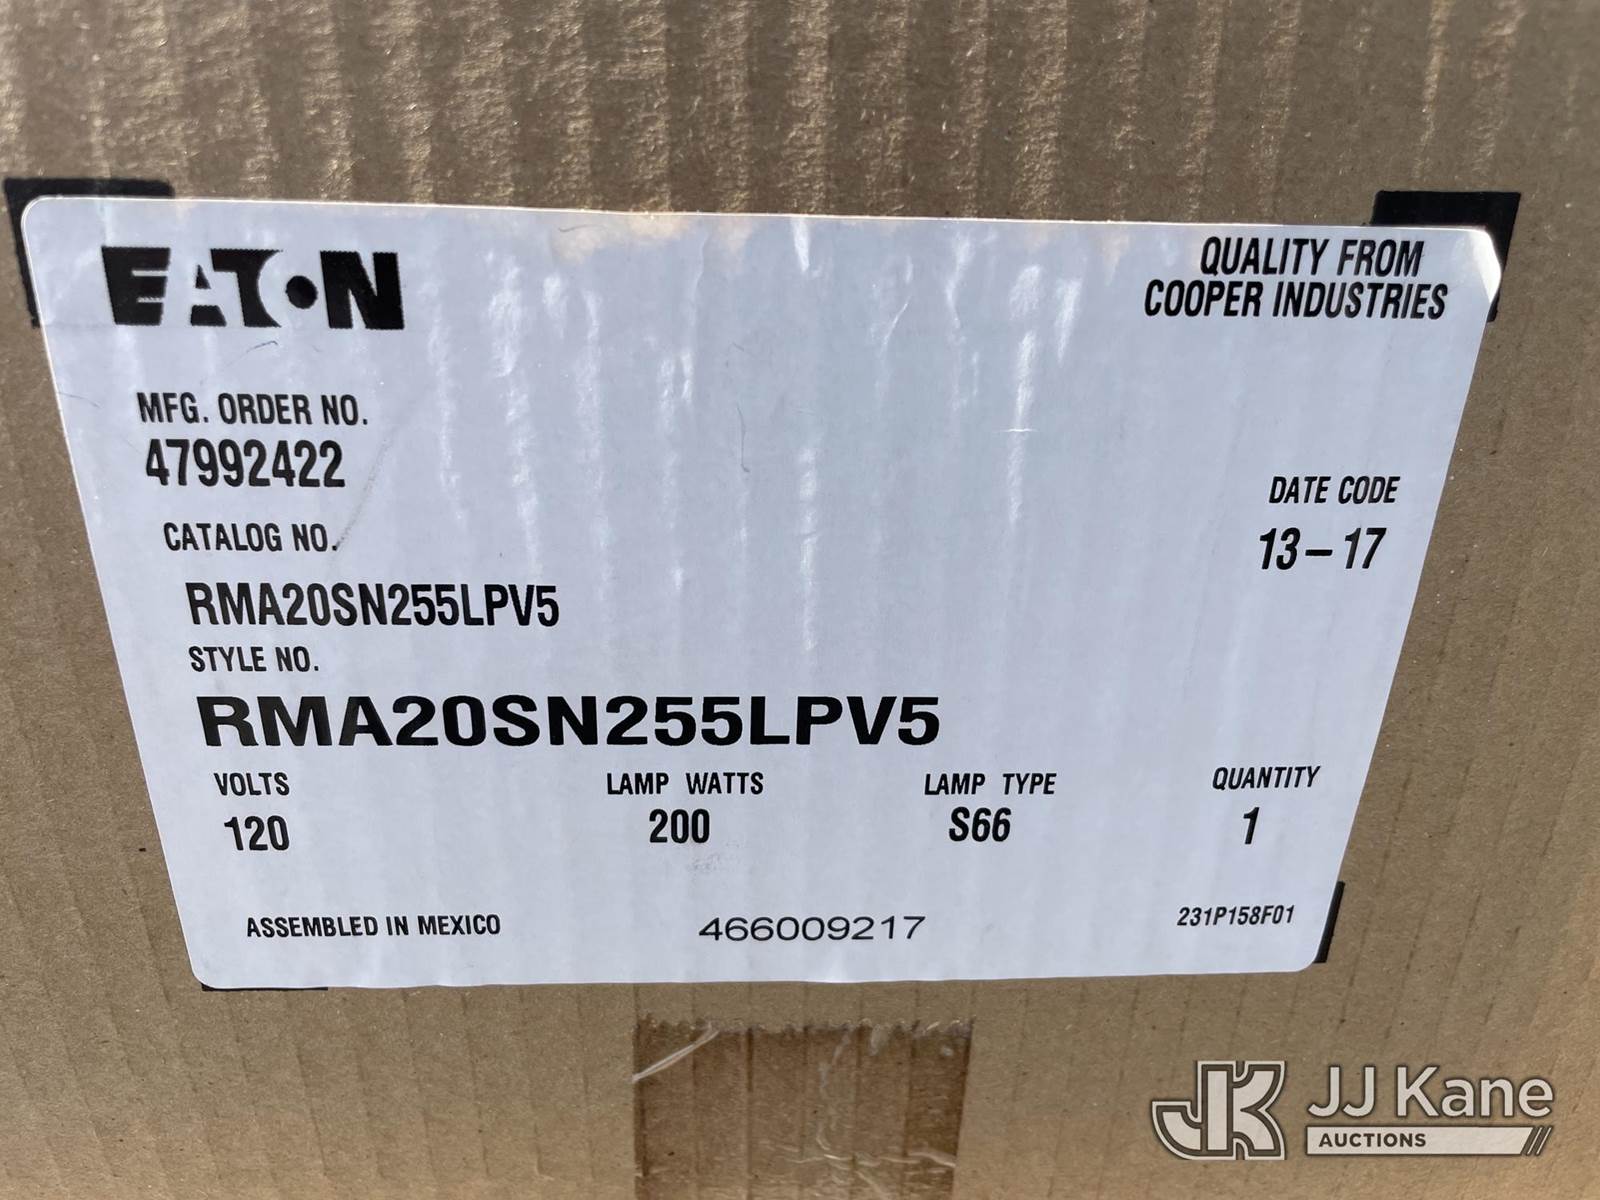 EATON
QUALITY FROM
COOPER INDUSTRIES
MFG. ORDER NO.
47992422
DATE CODE
13-17
CATALOG NO.
RMA20SN255LPV5
STYLE NO.
RMA20SN255LPV5
VOLTS LAMP WATTS LAMP TYPE QUANTITY
120 200 S66 1
ASSEMBLED IN MEXICO 466009217 231P158F01
JK JJ Kane
AUCTIONS